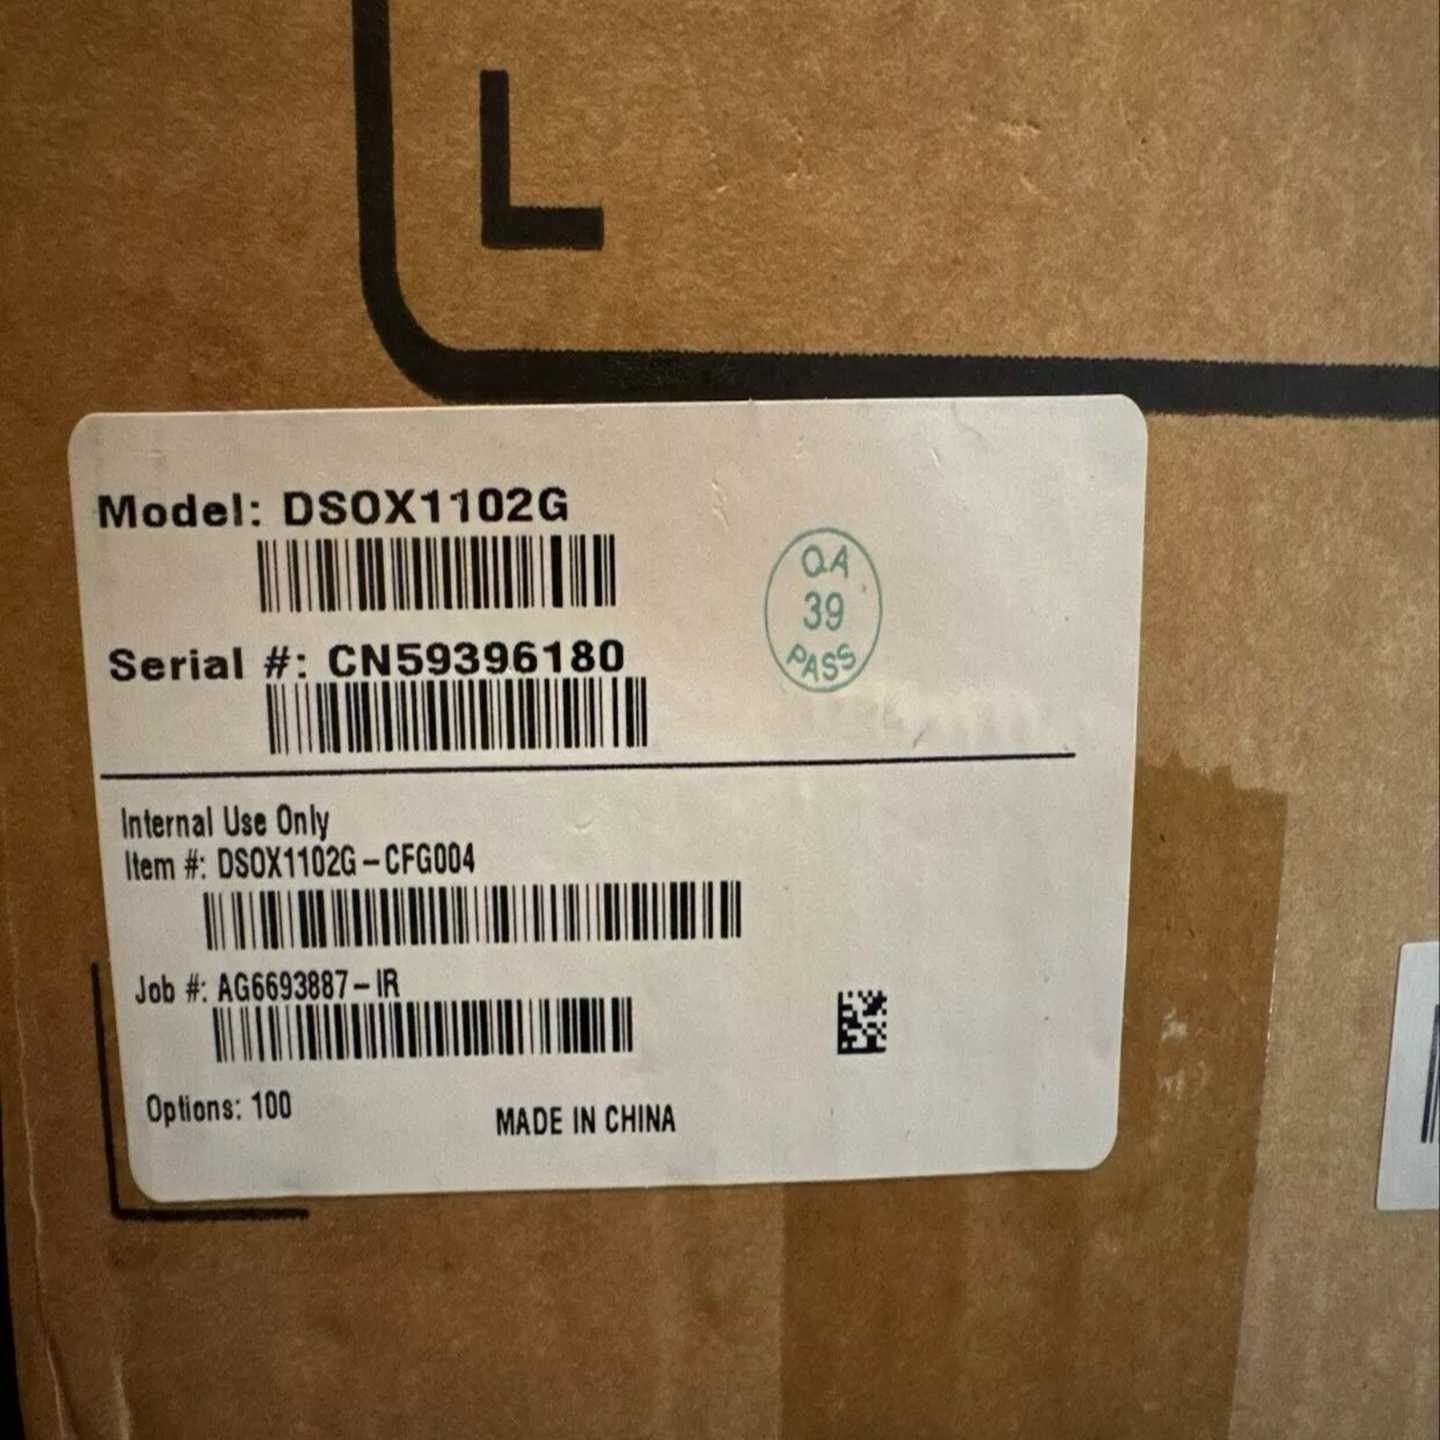 L
Model: DSOX1102G
QA
39
PASS
Serial #: CN59396180
Internal Use Only
Item #: DSOX1102G-CFG004
Job #: AG6693887-IR
Options: 100
MADE IN CHINA